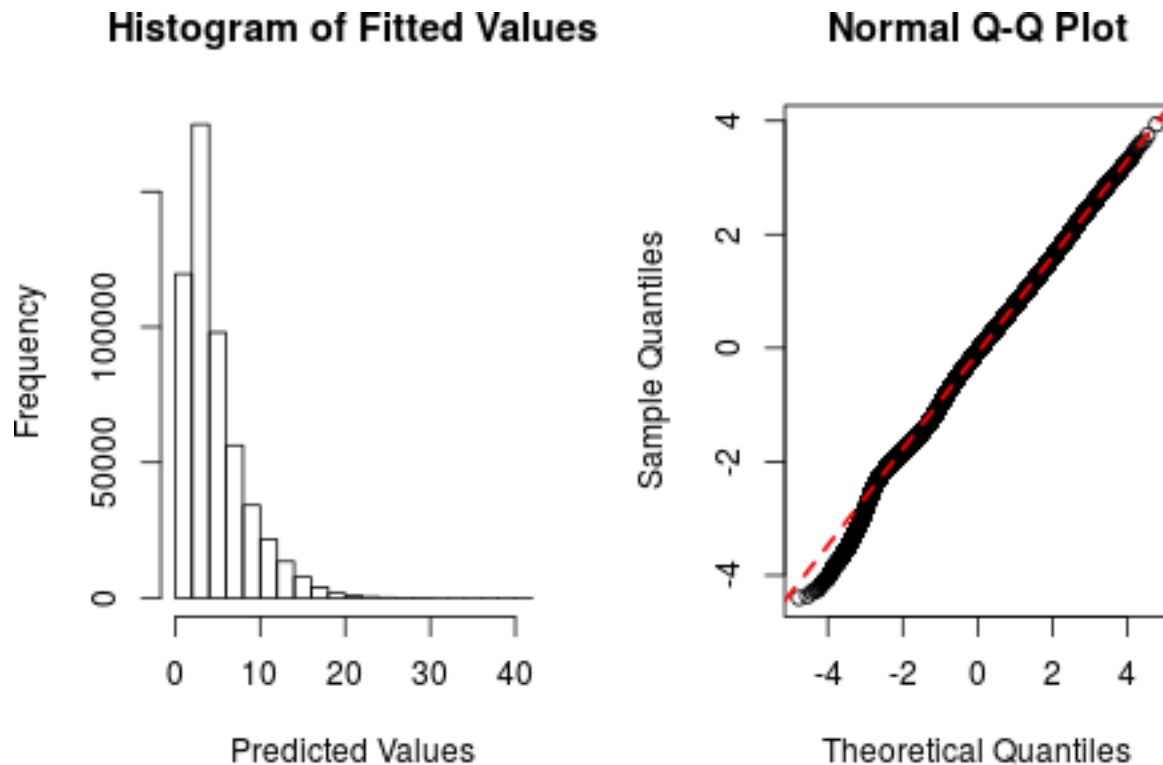 Histogram of Fitted Values
Frequency
100000
50000
0
0 10 20 30 40
Predicted Values
Normal Q-Q Plot
Sample Quantiles
4
2
0
-2
-4
-4 -2 0 2 4
Theoretical Quantiles